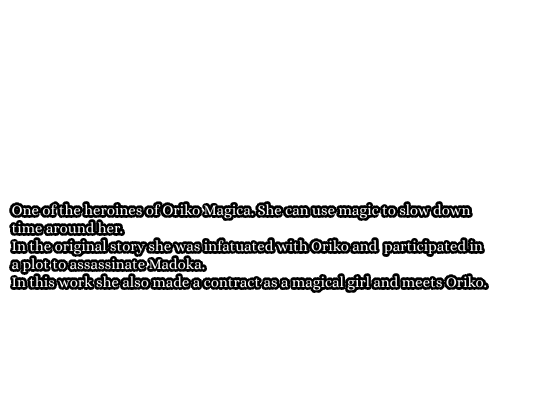 One of the heroines of Oriko Magica. She can use magic to slow down
time around her.
In the original story she was infatuated with Oriko and  participated in
a plot to assassinate Madoka.
In this work she also made a contract as a magical girl and meets Oriko.